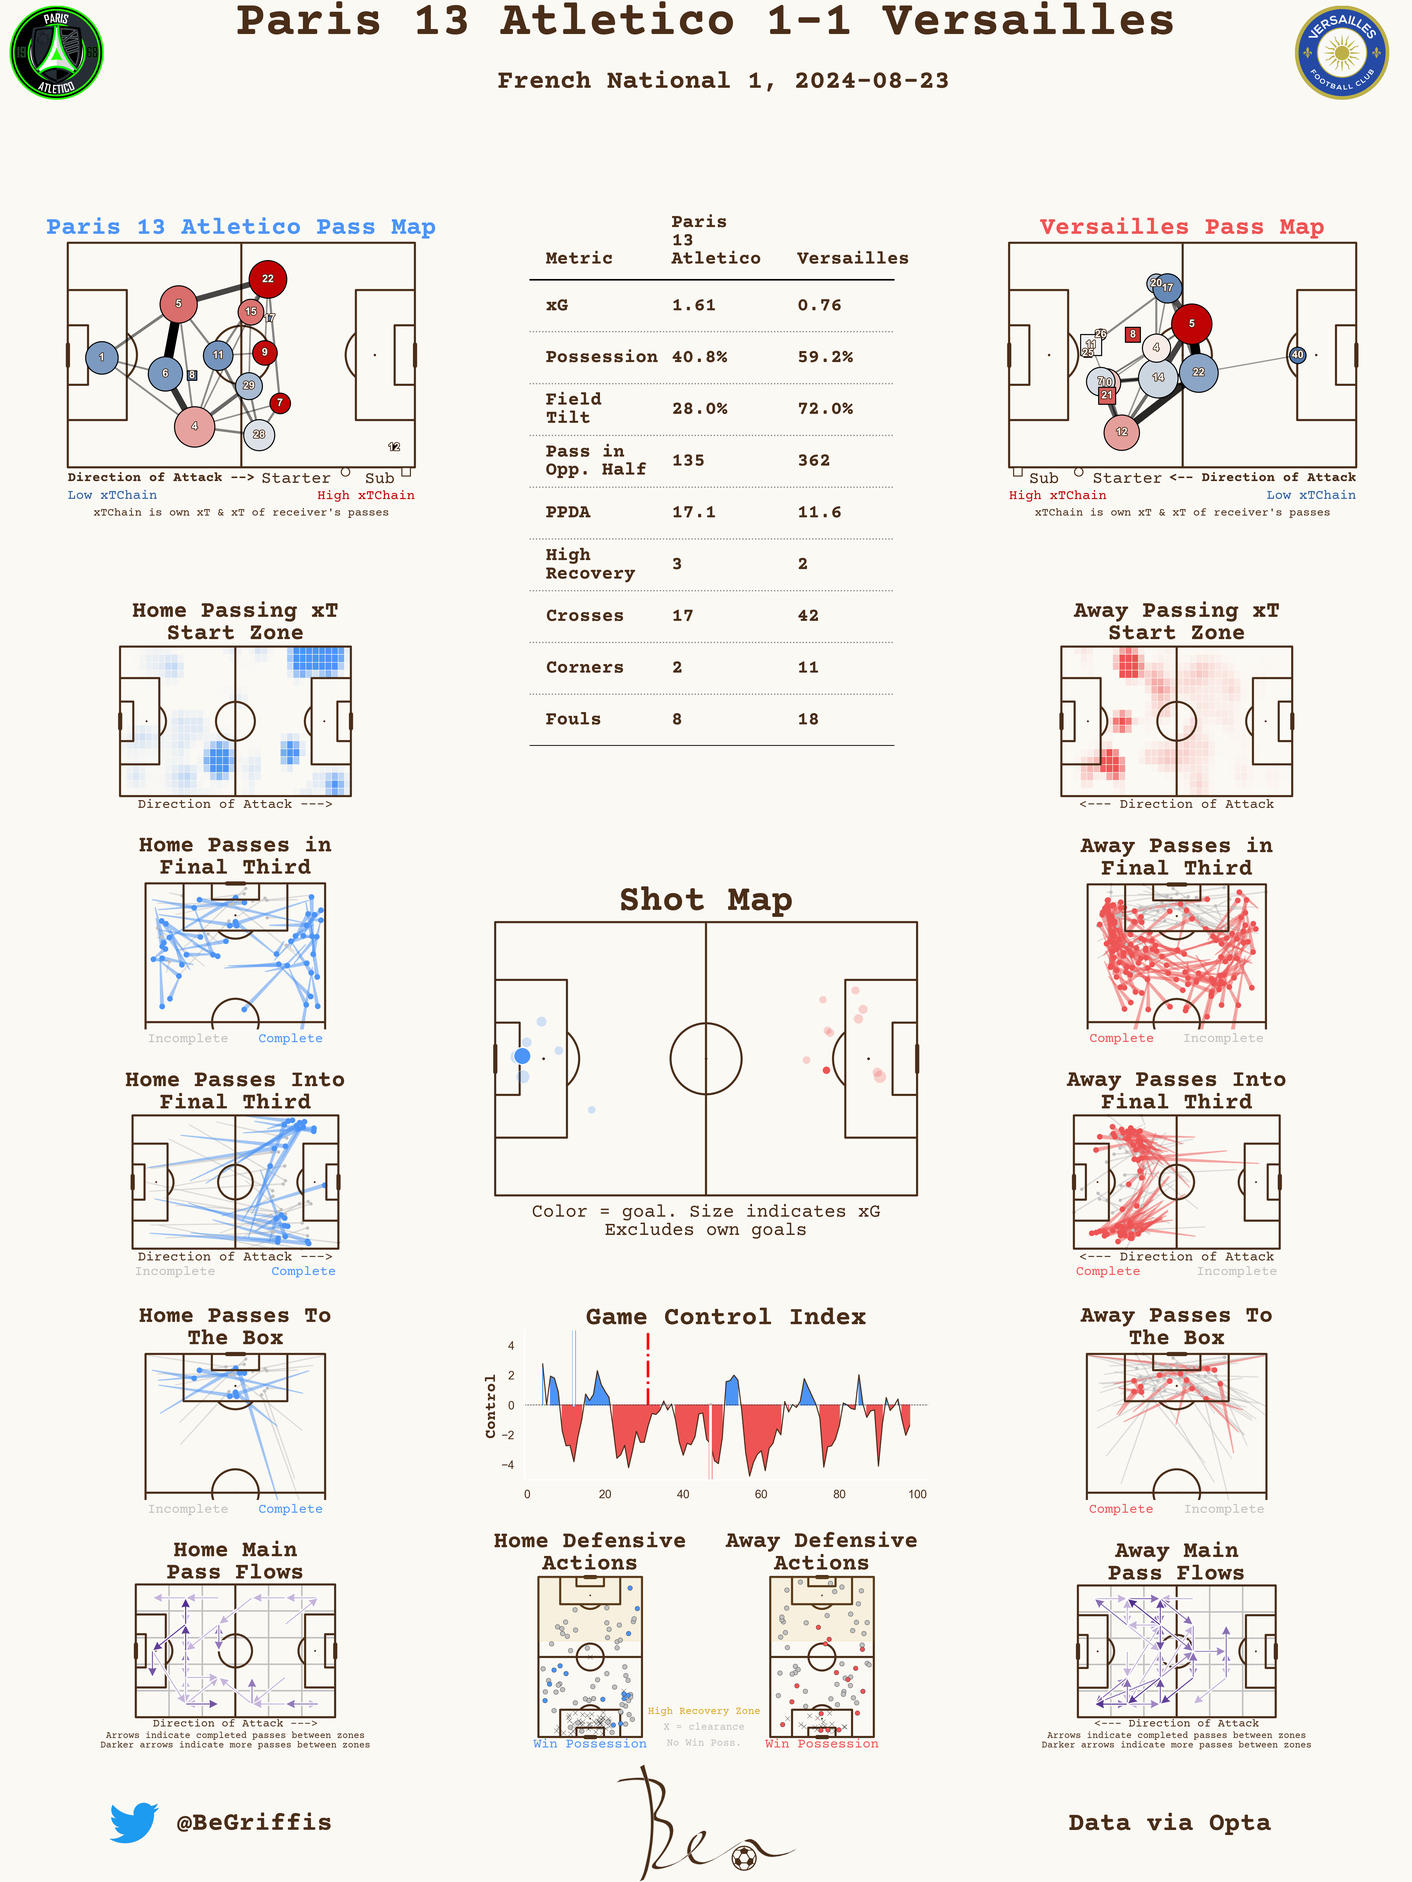 Paris 13 Atletico 1-1 Versailles
French National 1, 2024-08-23
PARIS
19 68
ATLETICO
VERSAILLES
FOOTBALL CLUB
Paris 13 Atletico Pass Map
22
5
15
17
1
11
9
6
8
29
7
4
28
12
Direction of Attack --> Starter Sub
Low xTChain High xTChain
xTChain is own xT & xT of receiver's passes
Metric Paris 13 Atletico Versailles
xG 1.61 0.76
Possession 40.8% 59.2%
Field Tilt 28.0% 72.0%
Pass in Opp. Half 135 362
PPDA 17.1 11.6
High Recovery 3 2
Crosses 17 42
Corners 2 11
Fouls 8 18
Versailles Pass Map
20
17
5
26
8
11
25
4
40
7
10
14
22
21
12
Sub Starter <-- Direction of Attack
High xTChain Low xTChain
xTChain is own xT & xT of receiver's passes
Home Passing xT
Start Zone
Direction of Attack --->
Away Passing xT
Start Zone
<--- Direction of Attack
Home Passes in
Final Third
Incomplete Complete
Away Passes in
Final Third
Complete Incomplete
Shot Map
Color = goal. Size indicates xG
Excludes own goals
Home Passes Into
Final Third
Direction of Attack --->
Incomplete Complete
Away Passes Into
Final Third
<--- Direction of Attack
Complete Incomplete
Home Passes To
The Box
Incomplete Complete
Game Control Index
Control
4
2
0
−2
−4
0 20 40 60 80 100
Away Passes To
The Box
Complete Incomplete
Home Main
Pass Flows
Direction of Attack --->
Arrows indicate completed passes between zones
Darker arrows indicate more passes between zones
Home Defensive
Actions
Win Possession
Away Defensive
Actions
Win Possession
High Recovery Zone
X = clearance
No Win Poss.
Away Main
Pass Flows
<--- Direction of Attack
Arrows indicate completed passes between zones
Darker arrows indicate more passes between zones
@BeGriffis
Ben
Data via Opta